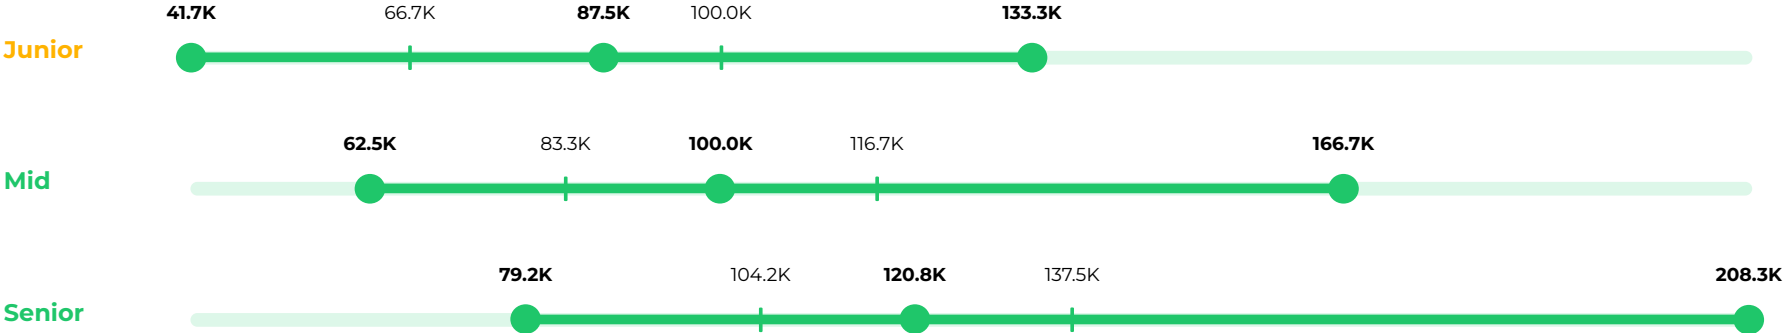 41.7K 66.7K 87.5K 100.0K 133.3K
Junior
62.5K 83.3K 100.0K 116.7K 166.7K
Mid
79.2K 104.2K 120.8K 137.5K 208.3K
Senior